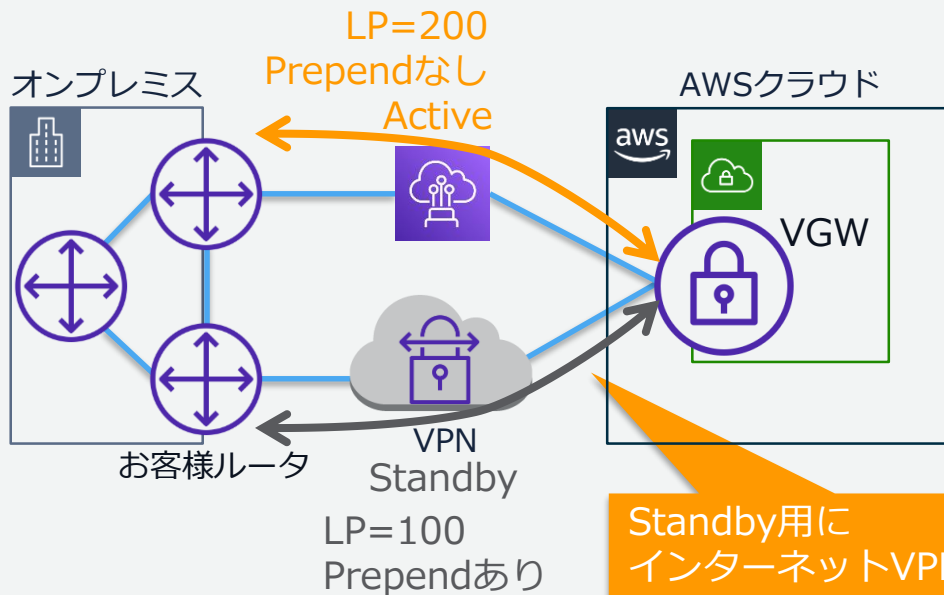 LP=200
Prependなし
Active
オンプレミス
AWSクラウド
aws
VGW
VPN
お客様ルータ
Standby
LP=100
Prependあり
Standby用に
インターネットVP